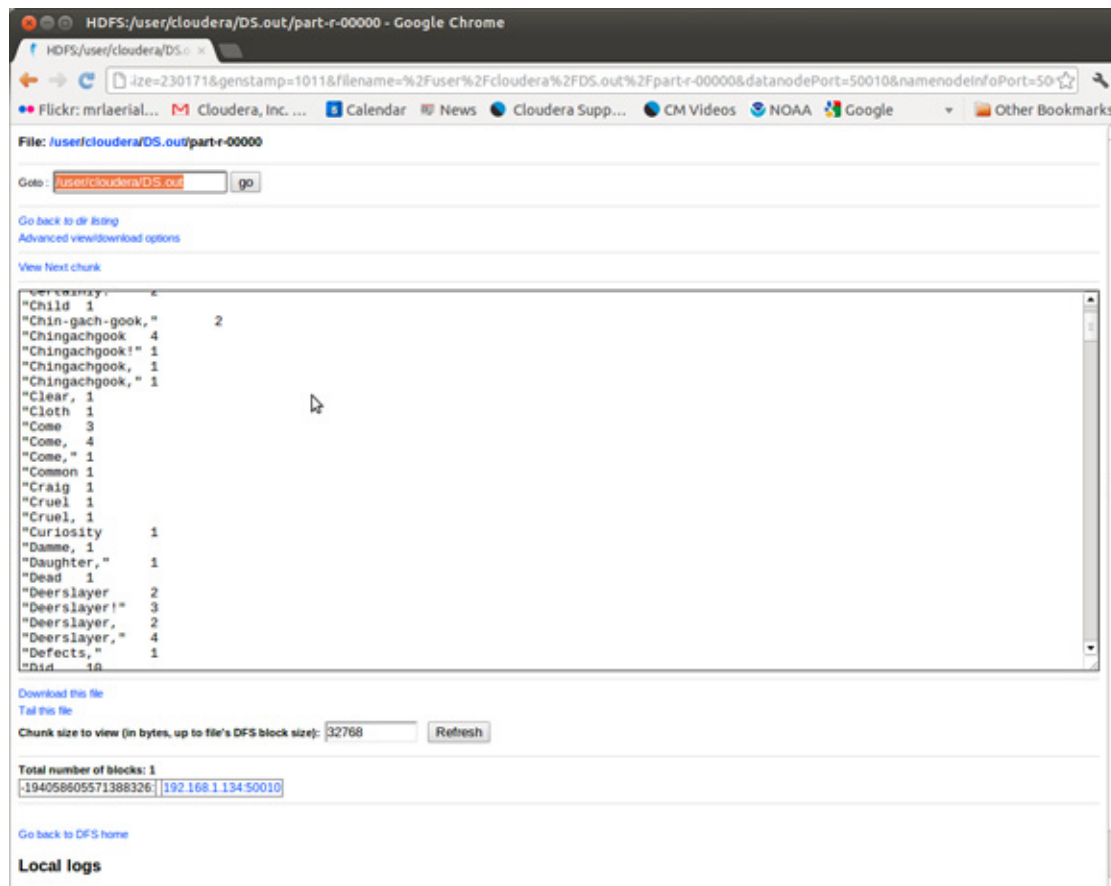 HDFS:/user/cloudera/DS.out/part-r-00000 - Google Chrome
HDFS:/user/cloudera/DS.o
ize=230171&genstamp=1011&filename=%2Fuser%2Fcloudera%2FDS.out%2Fpart-r-00000&datanodePort=50010&namenodeInfoPort=50
Flickr: mrlaerial... Cloudera, Inc. ... Calendar News Cloudera Supp... CM Videos NOAA Google Other Bookmarks
File: /user/cloudera/DS.out/part-r-00000
Goto : /user/cloudera/DS.out go
Go back to dir listing
Advanced view/download options
View Next chunk
"Certainly. 2
"Child 1
"Chin-gach-gook," 2
"Chingachgook 4
"Chingachgook!" 1
"Chingachgook, 1
"Chingachgook," 1
"Clear, 1
"Cloth 1
"Come 3
"Come, 4
"Come," 1
"Common 1
"Craig 1
"Cruel 1
"Cruel, 1
"Curiosity 1
"Damme, 1
"Daughter," 1
"Dead 1
"Deerslayer 2
"Deerslayer!" 3
"Deerslayer, 2
"Deerslayer," 4
"Defects," 1
"Did 10
Download this file
Tail this file
Chunk size to view (in bytes, up to file's DFS block size): 32768 Refresh
Total number of blocks: 1
-194058605571388326: 192.168.1.134:50010
Go back to DFS home
Local logs